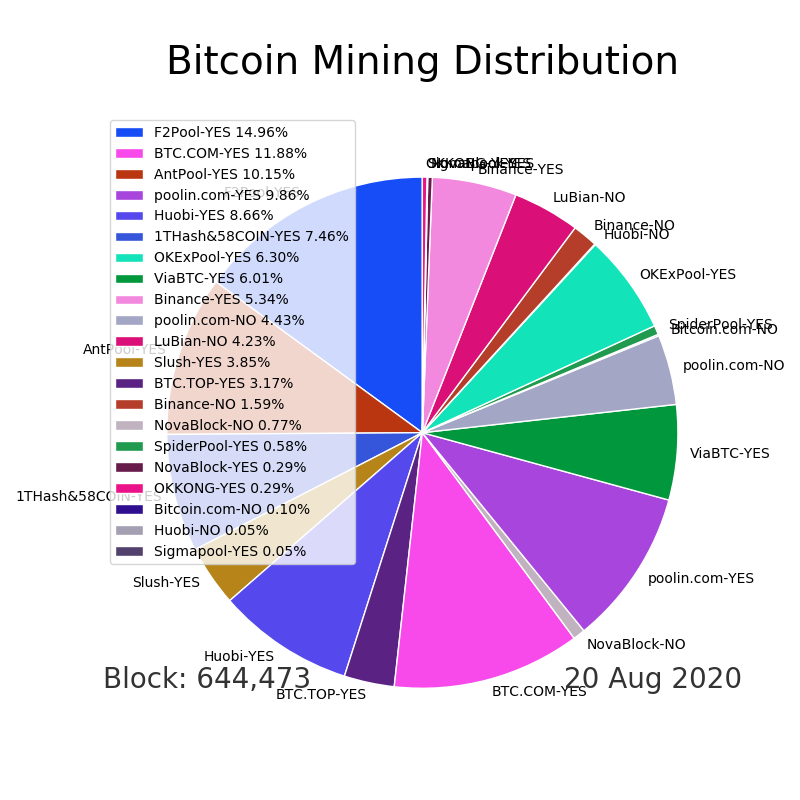 Bitcoin Mining Distribution
F2Pool-YES 14.96%
BTC.COM-YES 11.88%
AntPool-YES 10.15%
poolin.com-YES 9.86%
Huobi-YES 8.66%
1THash&58COIN-YES 7.46%
OKExPool-YES 6.30%
ViaBTC-YES 6.01%
Binance-YES 5.34%
poolin.com-NO 4.43%
LuBian-NO 4.23%
Slush-YES 3.85%
BTC.TOP-YES 3.17%
Binance-NO 1.59%
NovaBlock-NO 0.77%
SpiderPool-YES 0.58%
NovaBlock-YES 0.29%
OKKONG-YES 0.29%
Bitcoin.com-NO 0.10%
Huobi-NO 0.05%
Sigmapool-YES 0.05%
Binance-YES
LuBian-NO
Binance-NO
Huobi-NO
OKExPool-YES
SpiderPool-YES
Bitcoin.com-NO
poolin.com-NO
ViaBTC-YES
poolin.com-YES
NovaBlock-NO
BTC.COM-YES
BTC.TOP-YES
Huobi-YES
Slush-YES
1THash&58COIN-YES
AntPool-YES
F2Pool-YES
Block: 644,473
20 Aug 2020